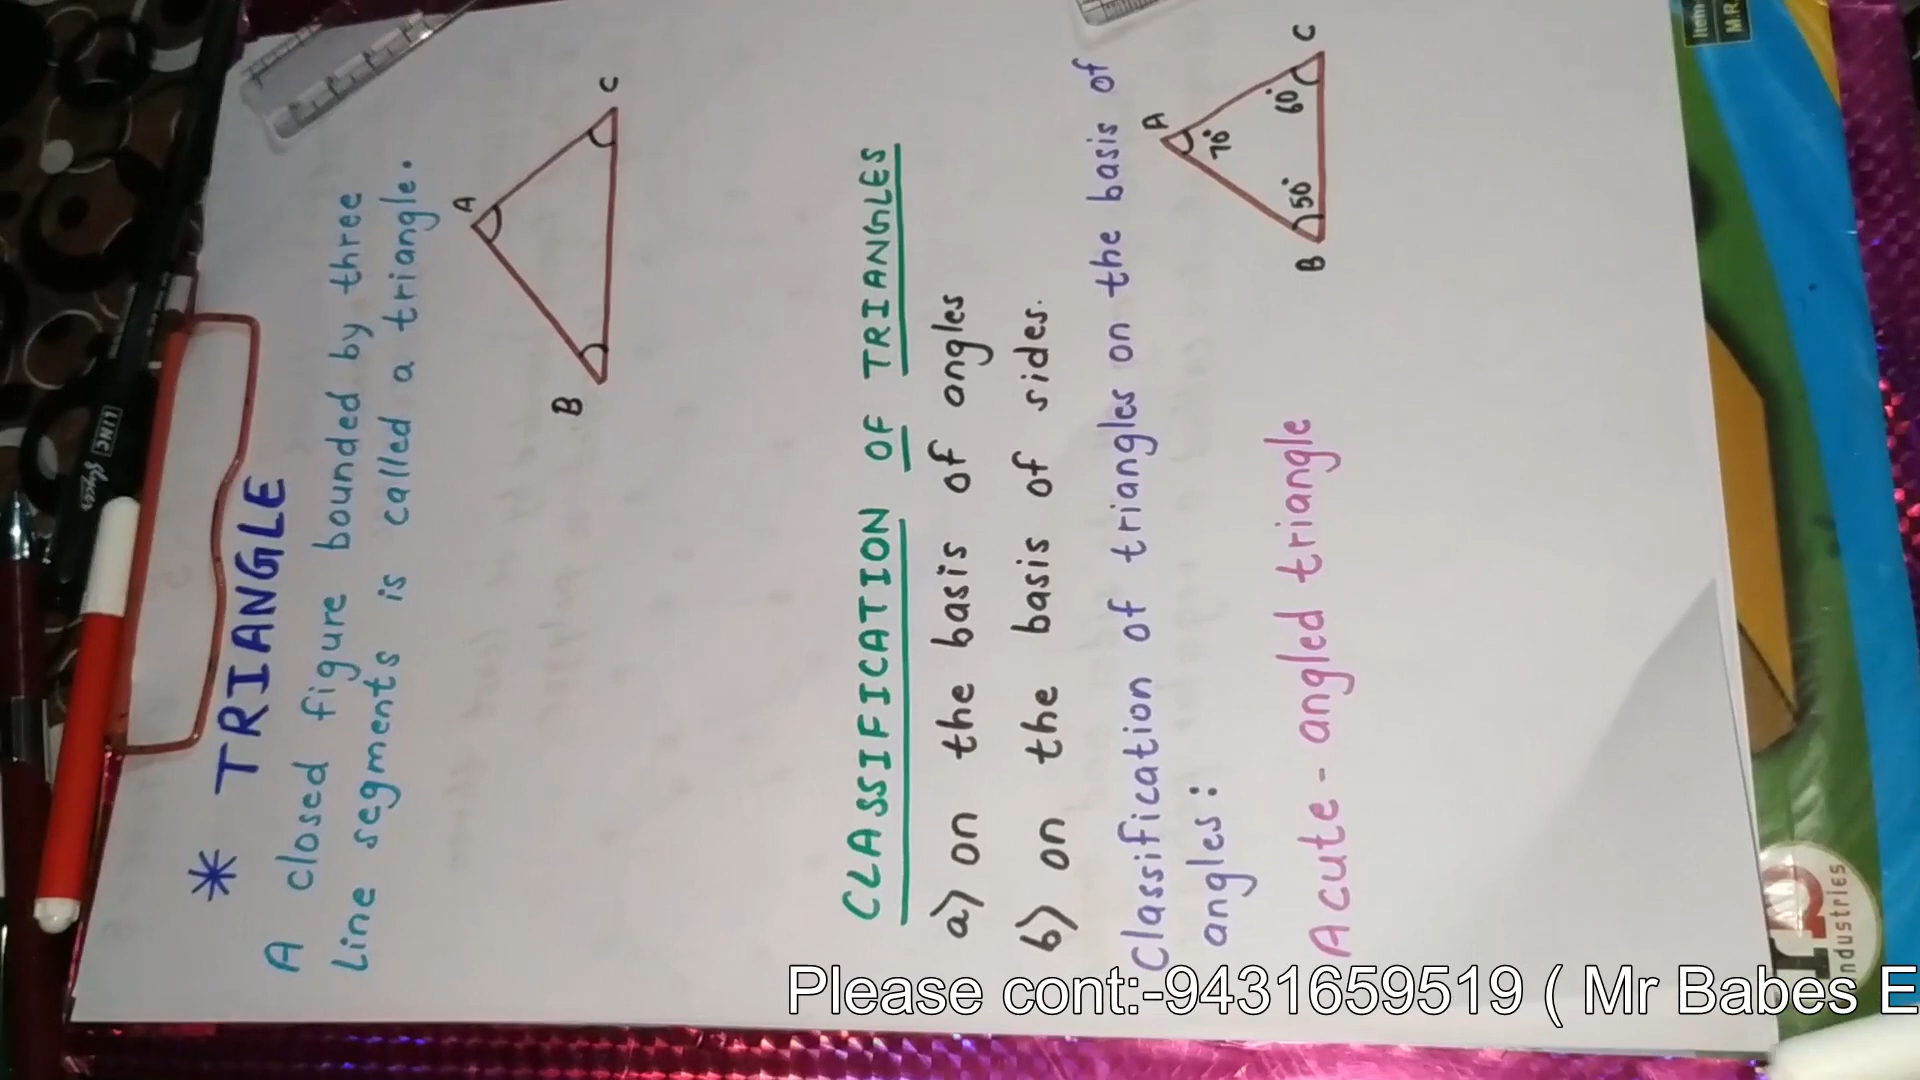 * TRIANGLE
A closed figure bounded by three
Line segments is called a triangle.
A
B
C
CLASSIFICATION OF TRIANGLES
a) on the basis of angles
b) on the basis of sides.
Classification of triangles on the basis of
angles:
Acute-angled triangle
A
70°
50°
60°
B
C
LINC
Item
M.R.
ndustries
Please cont:-9431659519 ( Mr Babes E